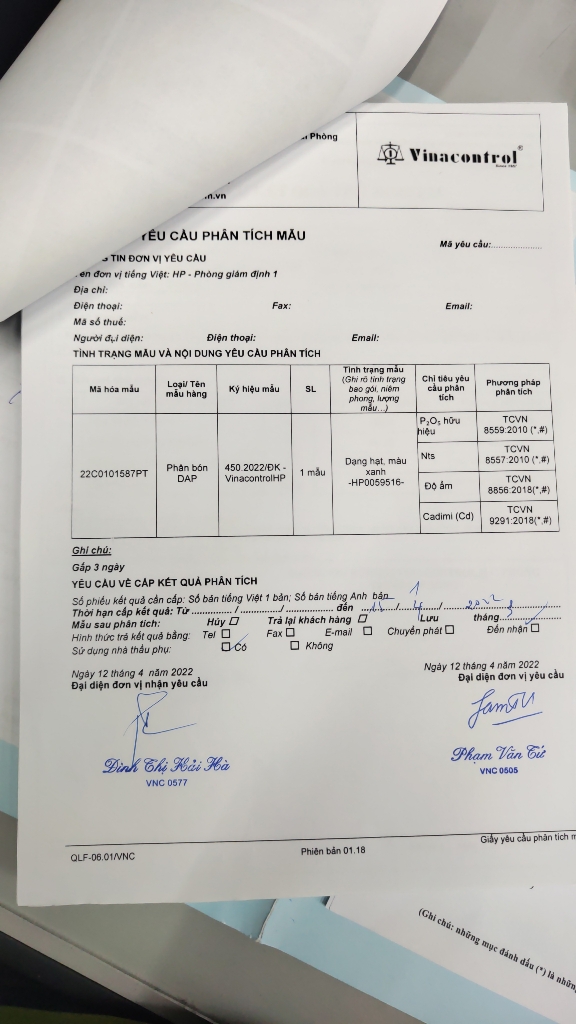 Phòng
Vinacontrol®
n.vn
YÊU CẦU PHÂN TÍCH MẪU
Mã yêu cầu:
TIN ĐƠN VỊ YÊU CẦU
ên đơn vị tiếng Việt: HP - Phòng giám định 1
Địa chỉ:
Điện thoại: Fax: Email:
Mã số thuế:
Người đại diện: Điện thoại: Email:
TÌNH TRẠNG MẪU VÀ NỘI DUNG YÊU CẦU PHÂN TÍCH
Mã hóa mẫu
Loại/ Tên mẫu hàng
Ký hiệu mẫu
SL
Tình trạng mẫu
(Ghi rõ tình trạng
bao gói, niêm
phong, lượng
mẫu…)
Chỉ tiêu yêu
cầu phân
tích
Phương pháp
phân tích
22C0101587PT
Phân bón
DAP
450.2022/ĐK -
VinacontrolHP
1 mẫu
Dạng hạt, màu
xanh
-HP0059516-
P₂O₅ hữu
hiệu
TCVN
8559:2010 (*,#)
Nts
TCVN
8557:2010 (*,#)
Độ ẩm
TCVN
8856:2018(*,#)
Cadimi (Cd)
TCVN
9291:2018(*,#)
Ghi chú:
Gấp 3 ngày
YÊU CẦU VỀ CẤP KẾT QUẢ PHÂN TÍCH
Số phiếu kết quả cần cấp: Số bản tiếng Việt 1 bản; Số bản tiếng Anh bản 1
Thời hạn cấp kết quả: Từ / / đến / 4 / 2022
Mẫu sau phân tích: Hủy Trả lại khách hàng Lưu 3 tháng
Hình thức trả kết quả bằng: Tel Fax E-mail Chuyển phát Đến nhận
Sử dụng nhà thầu phụ: Có Không
Ngày 12 tháng 4 năm 2022
Đại diện đơn vị nhận yêu cầu
Đinh Thị Hải Hà
VNC 0577
Ngày 12 tháng 4 năm 2022
Đại diện đơn vị yêu cầu
Phạm Văn Tứ
VNC 0505
QLF-06.01/VNC
Phiên bản 01.18
Giấy yêu cầu phân tích m
(Ghi chú: những mục đánh dấu (*) là nhữn